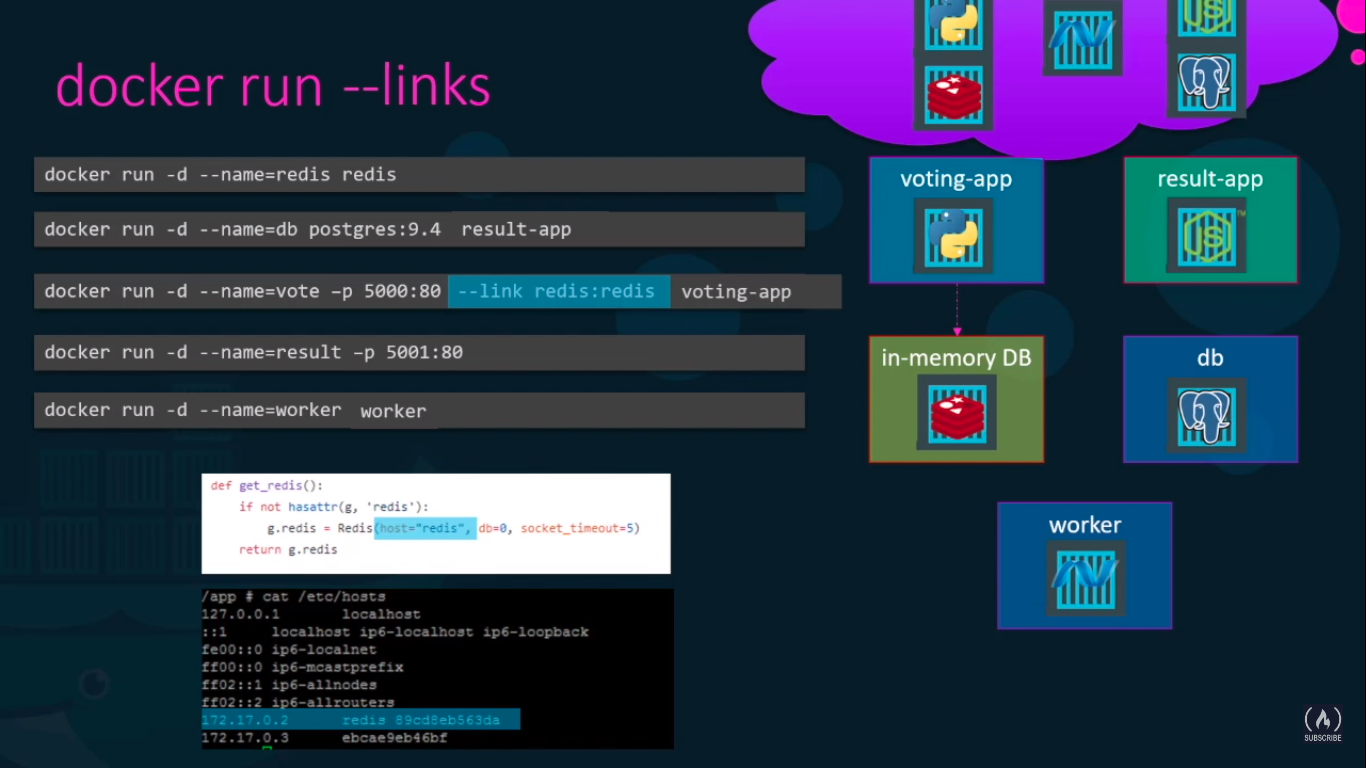 docker run --links
docker run -d --name=redis redis
docker run -d --name=db postgres:9.4 result-app
docker run -d --name=vote –p 5000:80 --link redis:redis voting-app
docker run -d --name=result –p 5001:80
docker run -d --name=worker worker
def get_redis():
if not hasattr(g, 'redis'):
g.redis = Redis(host="redis", db=0, socket_timeout=5)
return g.redis
/app # cat /etc/hosts
127.0.0.1 localhost
::1 localhost ip6-localhost ip6-loopback
fe00::0 ip6-localnet
ff00::0 ip6-mcastprefix
ff02::1 ip6-allnodes
ff02::2 ip6-allrouters
172.17.0.2 redis 89cd8eb563da
172.17.0.3 ebcae9eb46bf
JS
voting-app
result-app
JS™
in-memory DB
db
worker
SUBSCRIBE